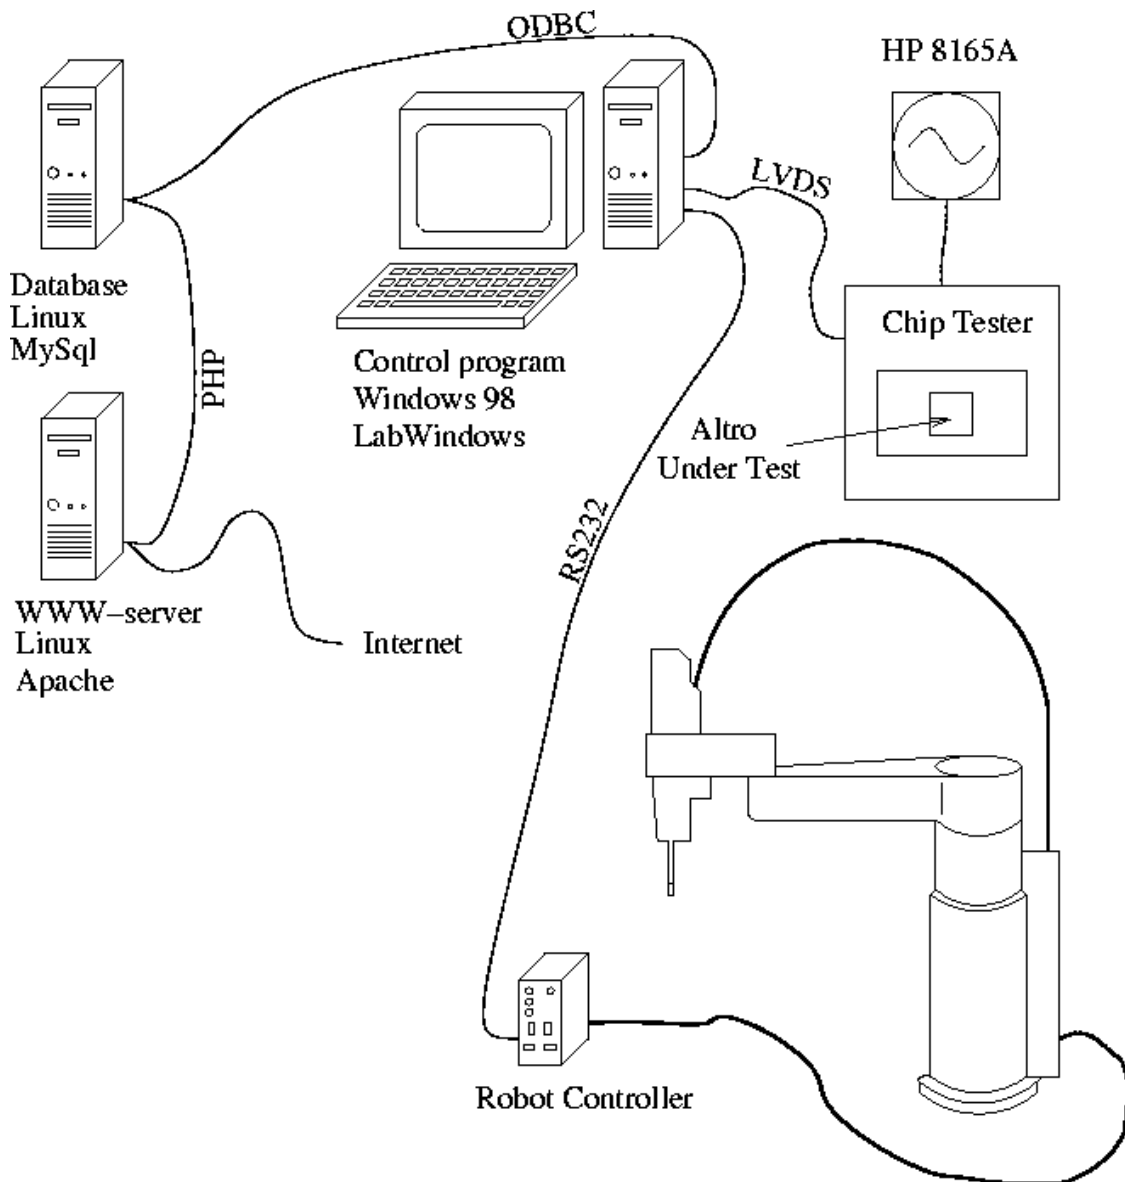 ODBC
HP 8165A
LVDS
Database
Linux
MySql
Chip Tester
Control program
Windows 98
LabWindows
PHP
Altro
Under Test
RS232
WWW–server
Linux
Apache
Internet
Robot Controller